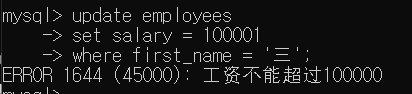 mysql> update employees
    -> set salary = 100001
    -> where first_name = '三';
ERROR 1644 (45000): 工资不能超过100000
mysql>